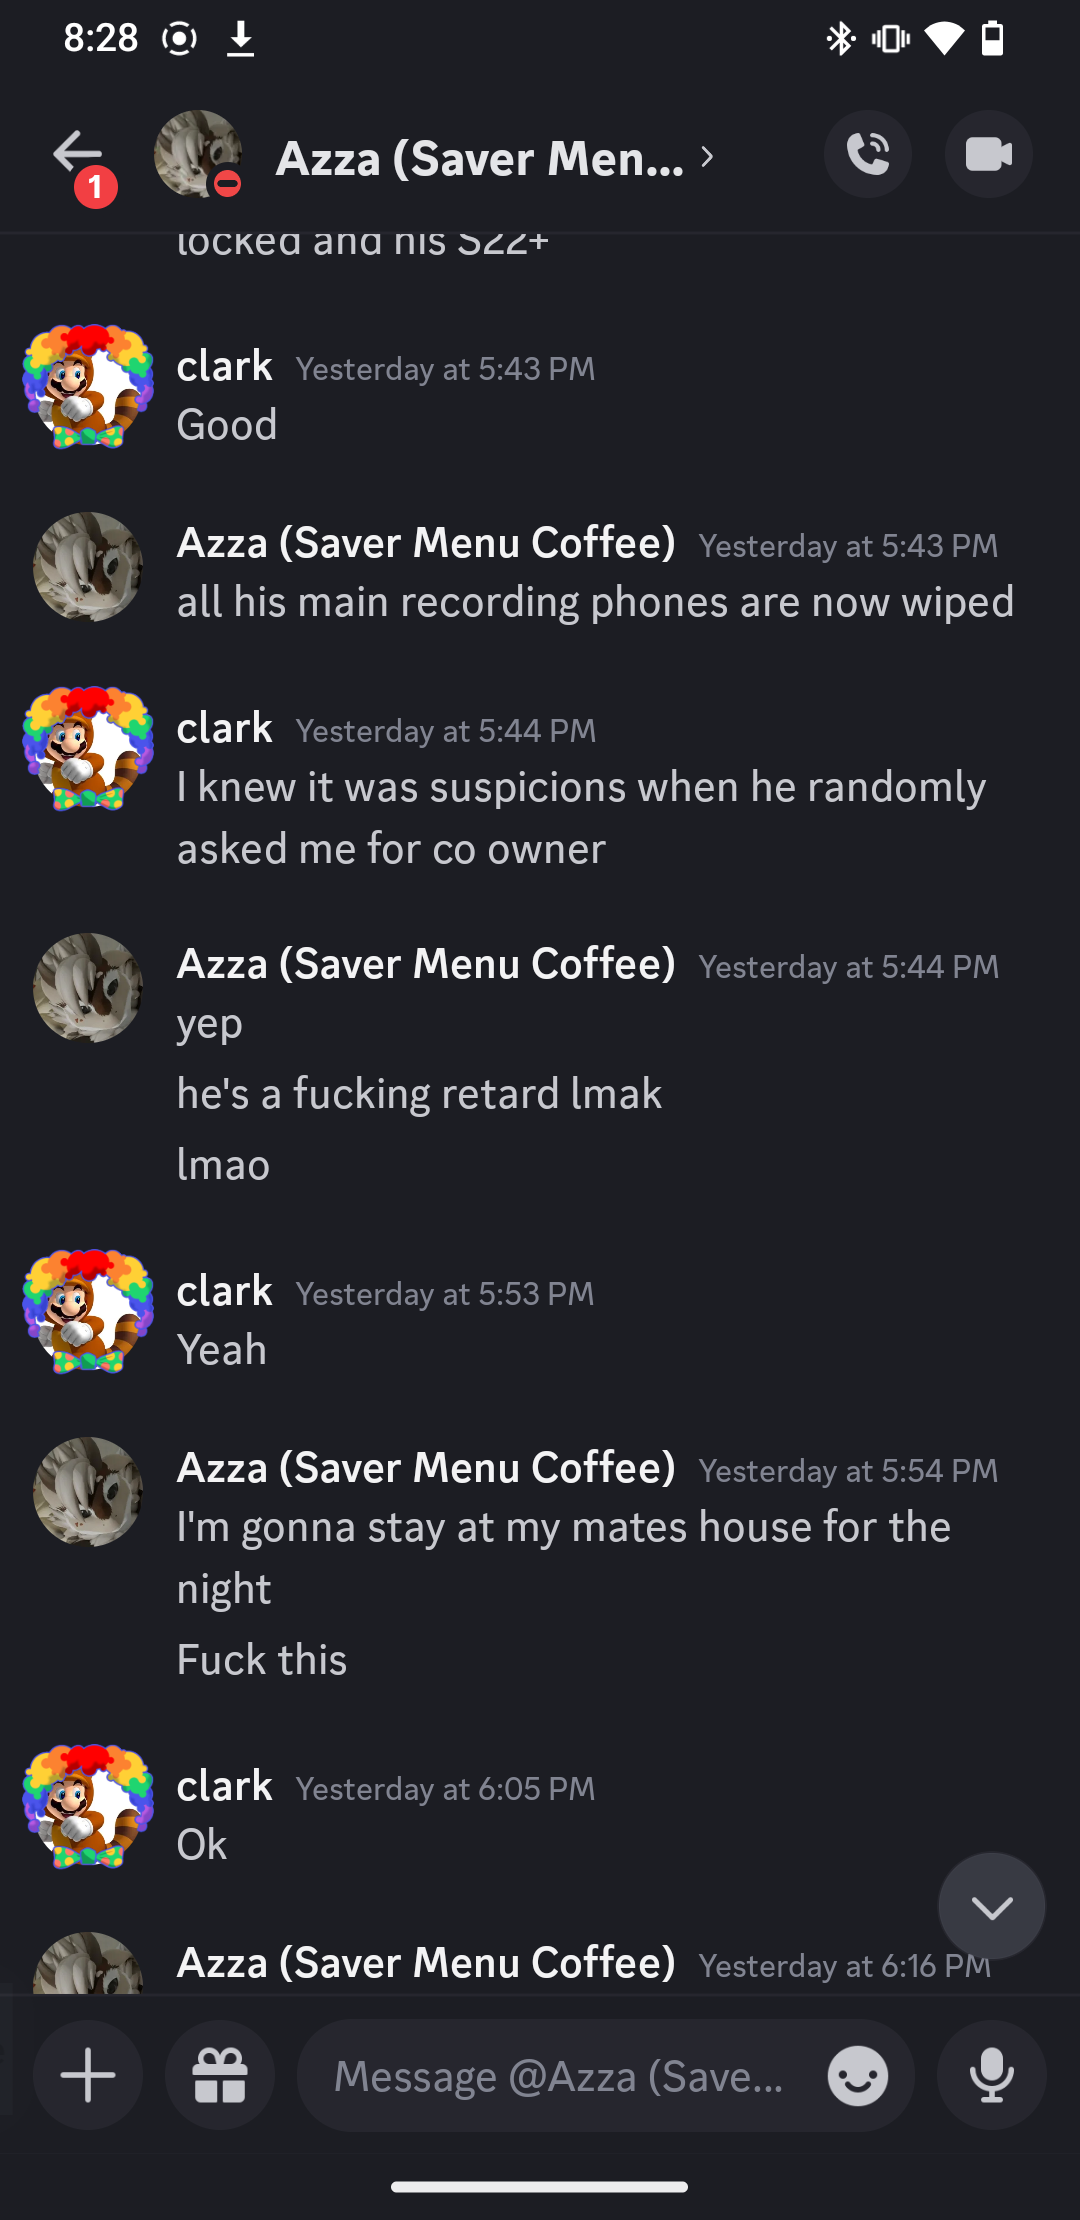 8:28
1
Azza (Saver Men... >
locked and his S22+
clark Yesterday at 5:43 PM
Good
Azza (Saver Menu Coffee) Yesterday at 5:43 PM
all his main recording phones are now wiped
clark Yesterday at 5:44 PM
I knew it was suspicions when he randomly
asked me for co owner
Azza (Saver Menu Coffee) Yesterday at 5:44 PM
yep
he's a fucking retard lmak
lmao
clark Yesterday at 5:53 PM
Yeah
Azza (Saver Menu Coffee) Yesterday at 5:54 PM
I'm gonna stay at my mates house for the
night
Fuck this
clark Yesterday at 6:05 PM
Ok
Azza (Saver Menu Coffee) Yesterday at 6:16 PM
Message @Azza (Save...